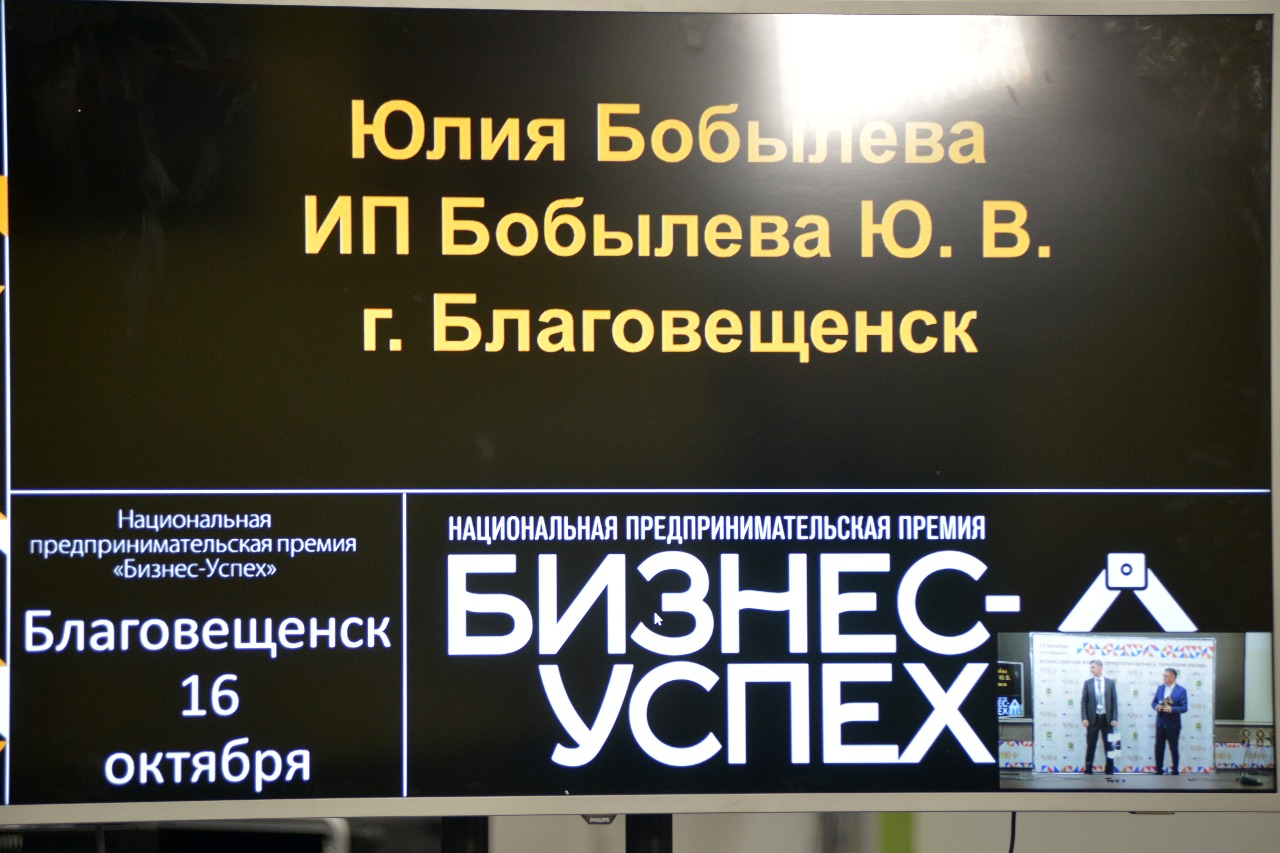 Юлия Бобылева
ИП Бобылева Ю. В.
г. Благовещенск
Национальная
предпринимательская премия
«Бизнес-Успех»
Благовещенск
16
октября
НАЦИОНАЛЬНАЯ ПРЕДПРИНИМАТЕЛЬСКАЯ ПРЕМИЯ
БИЗНЕС-
УСПЕХ
PHILIPS